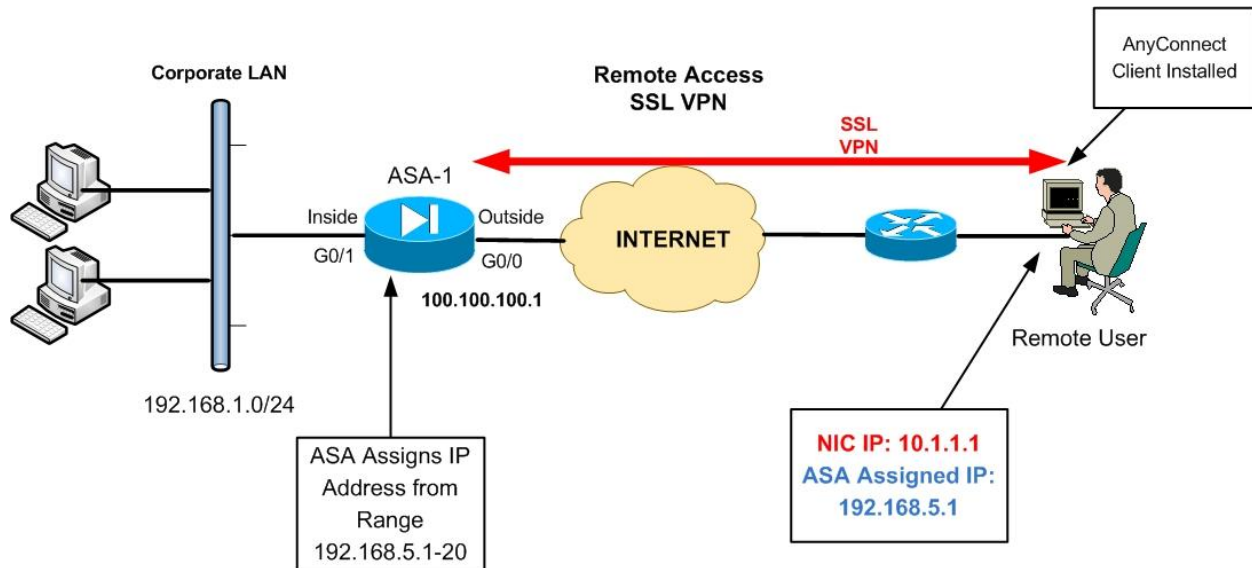 AnyConnect
Client Installed
Corporate LAN
Remote Access
SSL VPN
SSL
VPN
ASA-1
Inside
Outside
G0/1
G0/0
INTERNET
100.100.100.1
Remote User
192.168.1.0/24
ASA Assigns IP
Address from
Range
192.168.5.1-20
NIC IP: 10.1.1.1
ASA Assigned IP:
192.168.5.1